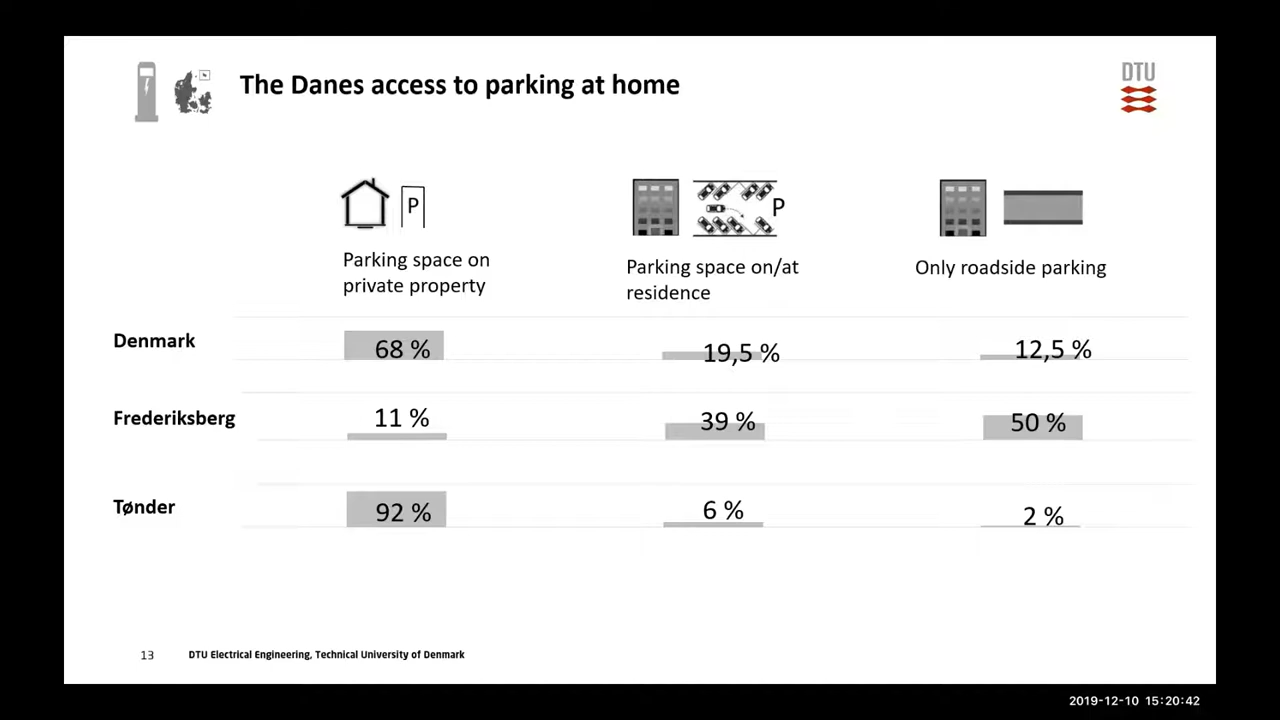 The Danes access to parking at home
DTU
P
P
Parking space on
private property
Parking space on/at
residence
Only roadside parking
Denmark
68 %
19,5 %
12,5 %
Frederiksberg
11 %
39 %
50 %
Tønder
92 %
6 %
2 %
13
DTU Electrical Engineering, Technical University of Denmark
2019-12-10 15:20:42